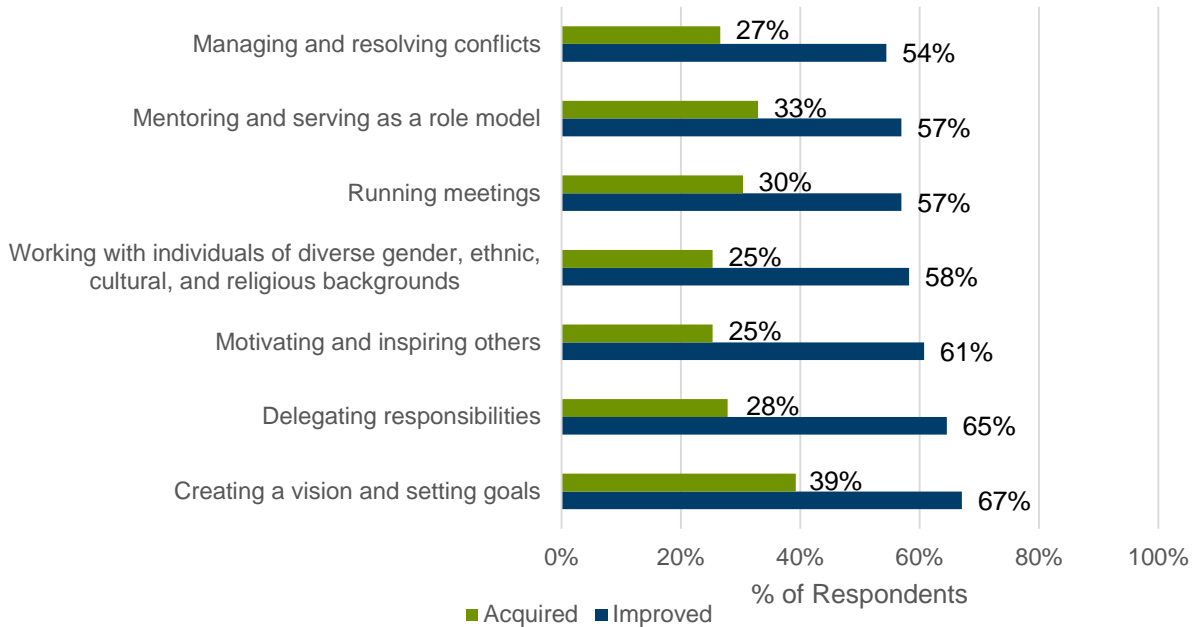 Managing and resolving conflicts
27%
54%
Mentoring and serving as a role model
33%
57%
Running meetings
30%
57%
Working with individuals of diverse gender, ethnic,
cultural, and religious backgrounds
25%
58%
Motivating and inspiring others
25%
61%
Delegating responsibilities
28%
65%
Creating a vision and setting goals
39%
67%
0% 20% 40% 60% 80% 100%
% of Respondents
Acquired Improved